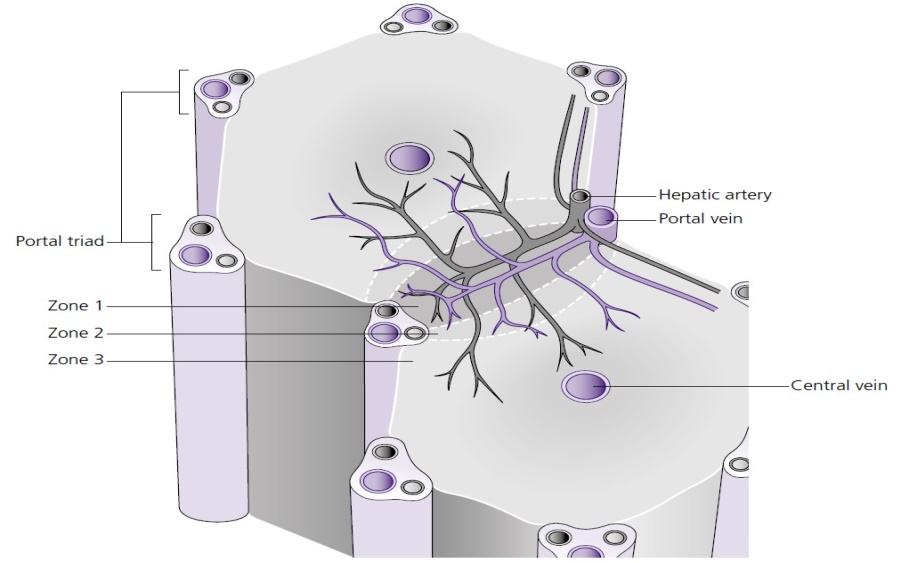 Hepatic artery
Portal vein
Portal triad
Zone 1
Zone 2
Zone 3
Central vein